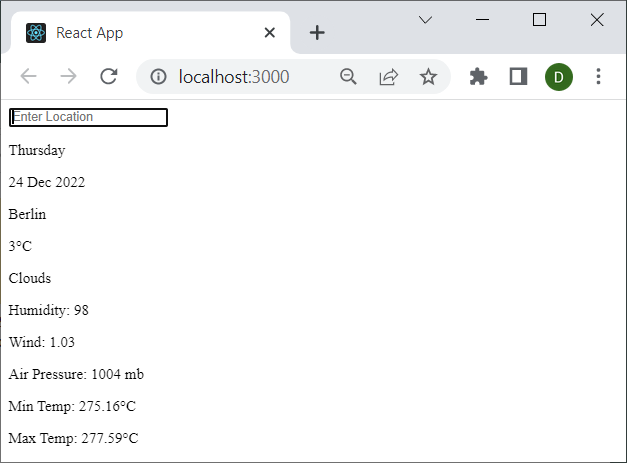 React App
localhost:3000
D
Enter Location
Thursday
24 Dec 2022
Berlin
3°C
Clouds
Humidity: 98
Wind: 1.03
Air Pressure: 1004 mb
Min Temp: 275.16°C
Max Temp: 277.59°C